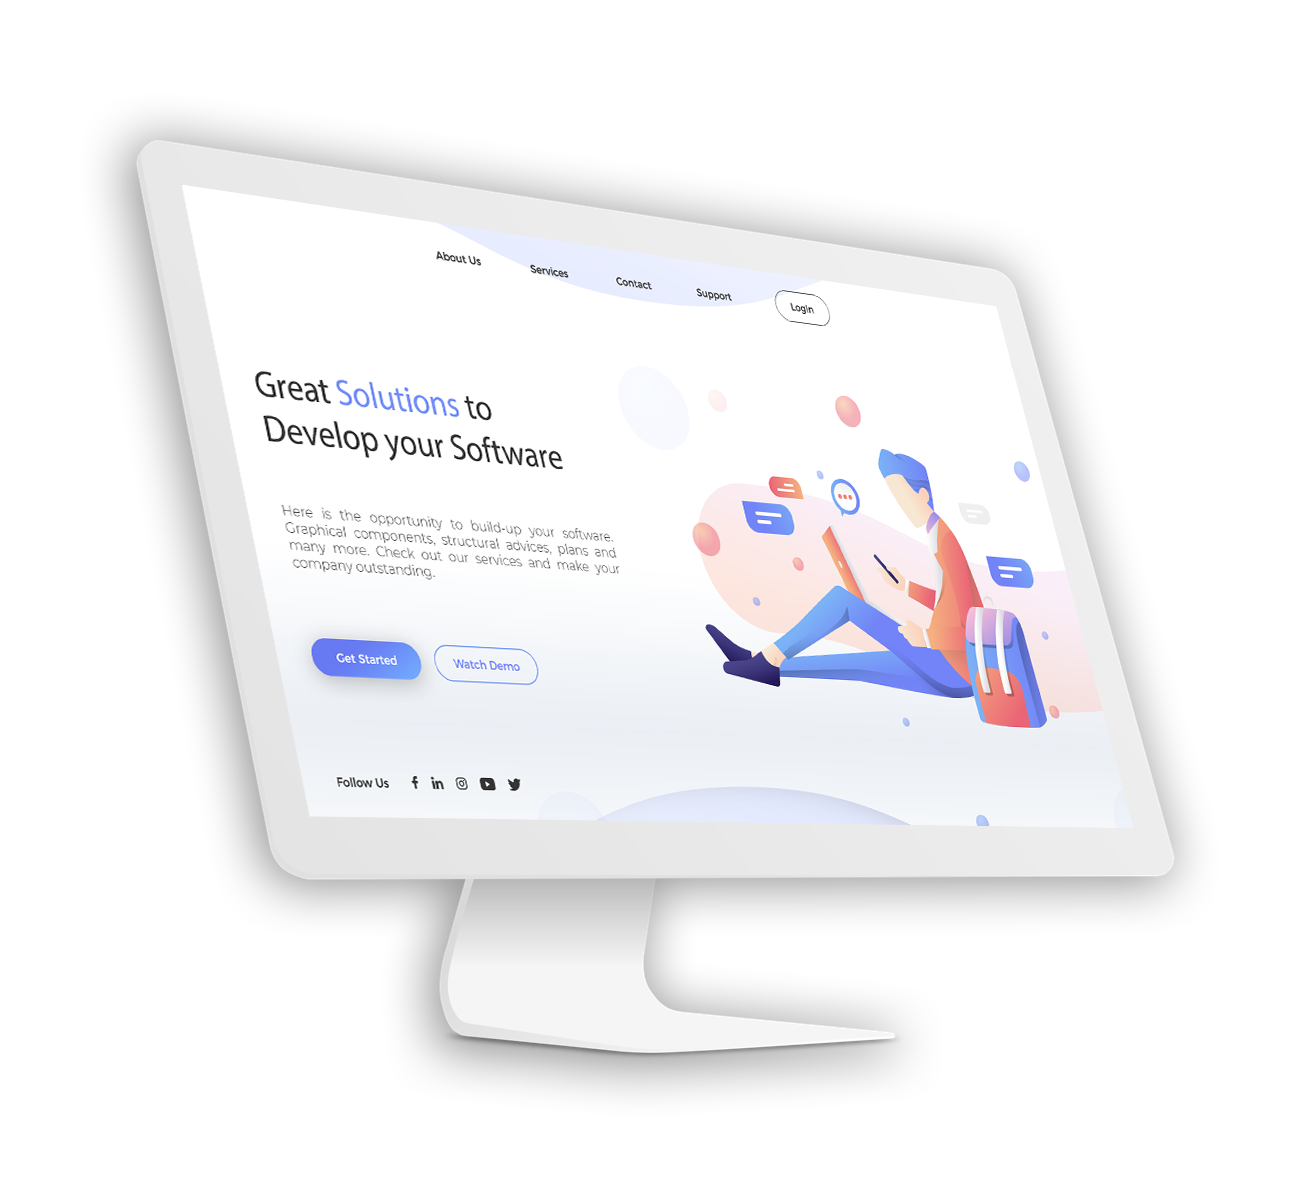 About Us
Services
Contact
Support
Login
Great Solutions to
Develop your Software
Here is the opportunity to build-up your software.
Graphical components, structural advices, plans and
many more. Check out our services and make your
company outstanding.
Get Started
Watch Demo
Follow Us